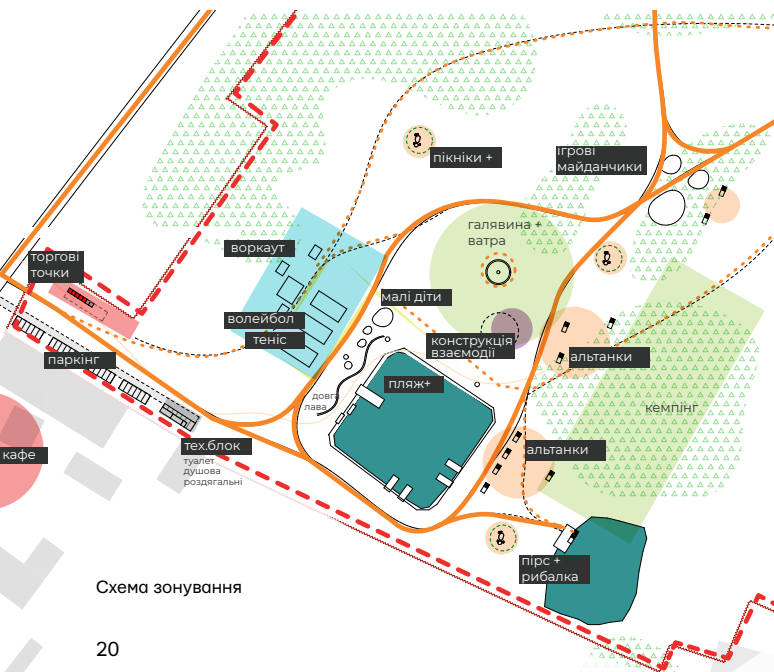 пікніки +
ігрові
майданчики
галявина +
ватра
воркаут
торгові
точки
малі діти
волейбол
теніс
конструкція
взаємодії
паркінг
альтанки
пляж+
довга
лава
кемпінг
тех.блок
туалет
душова
роздягальні
кафе
альтанки
пірс +
рибалка
Схема зонування
20